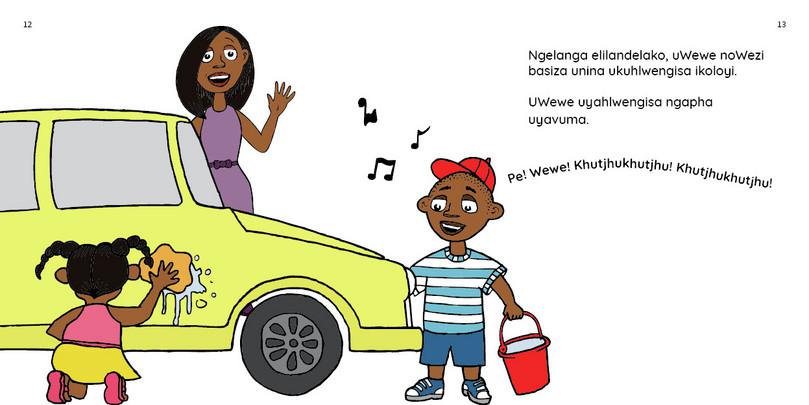 12
13
Ngelanga elilandelako, uWewe noWezi
basiza unina ukuhlwengisa ikoloyi.
UWewe uyahlwengisa ngapha
uyavuma.
Pe! Wewe! Khutjhukhutjhu! Khutjhukhutjhu!